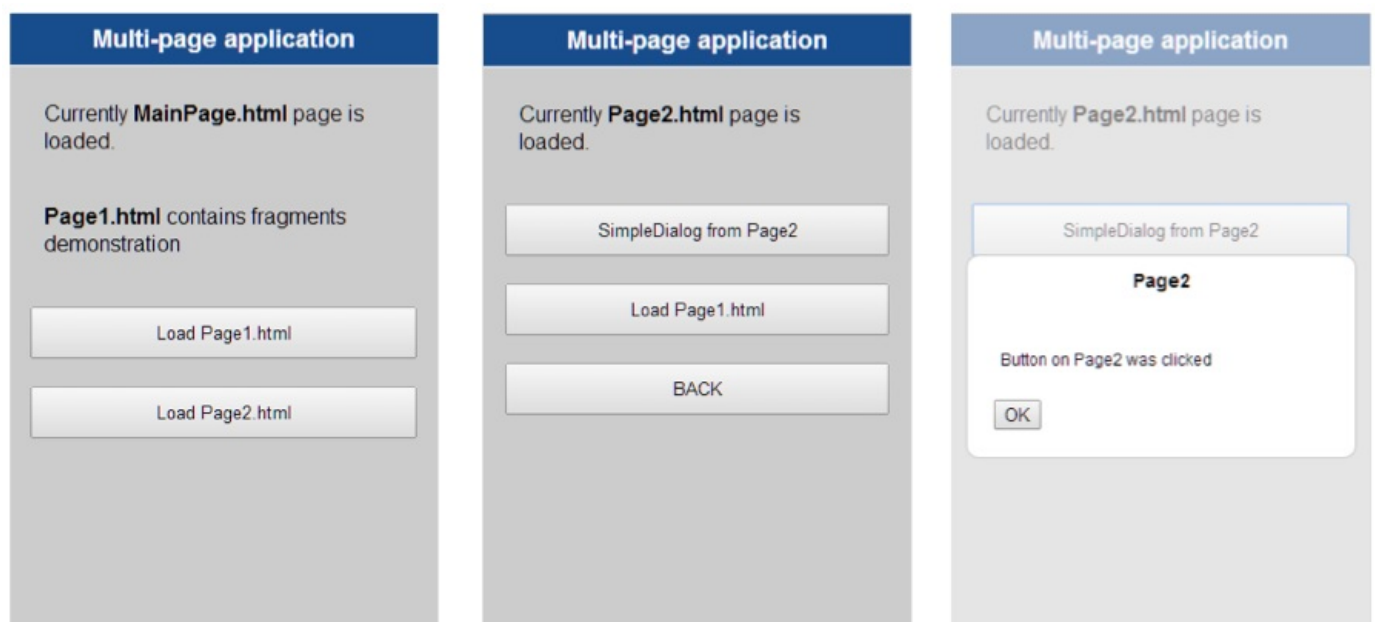 Multi-page application
Currently MainPage.html page is
loaded.
Page1.html contains fragments
demonstration
Load Page1.html
Load Page2.html
Multi-page application
Currently Page2.html page is
loaded.
SimpleDialog from Page2
Load Page1.html
BACK
Multi-page application
Currently Page2.html page is
loaded.
SimpleDialog from Page2
Page2
Button on Page2 was clicked
OK